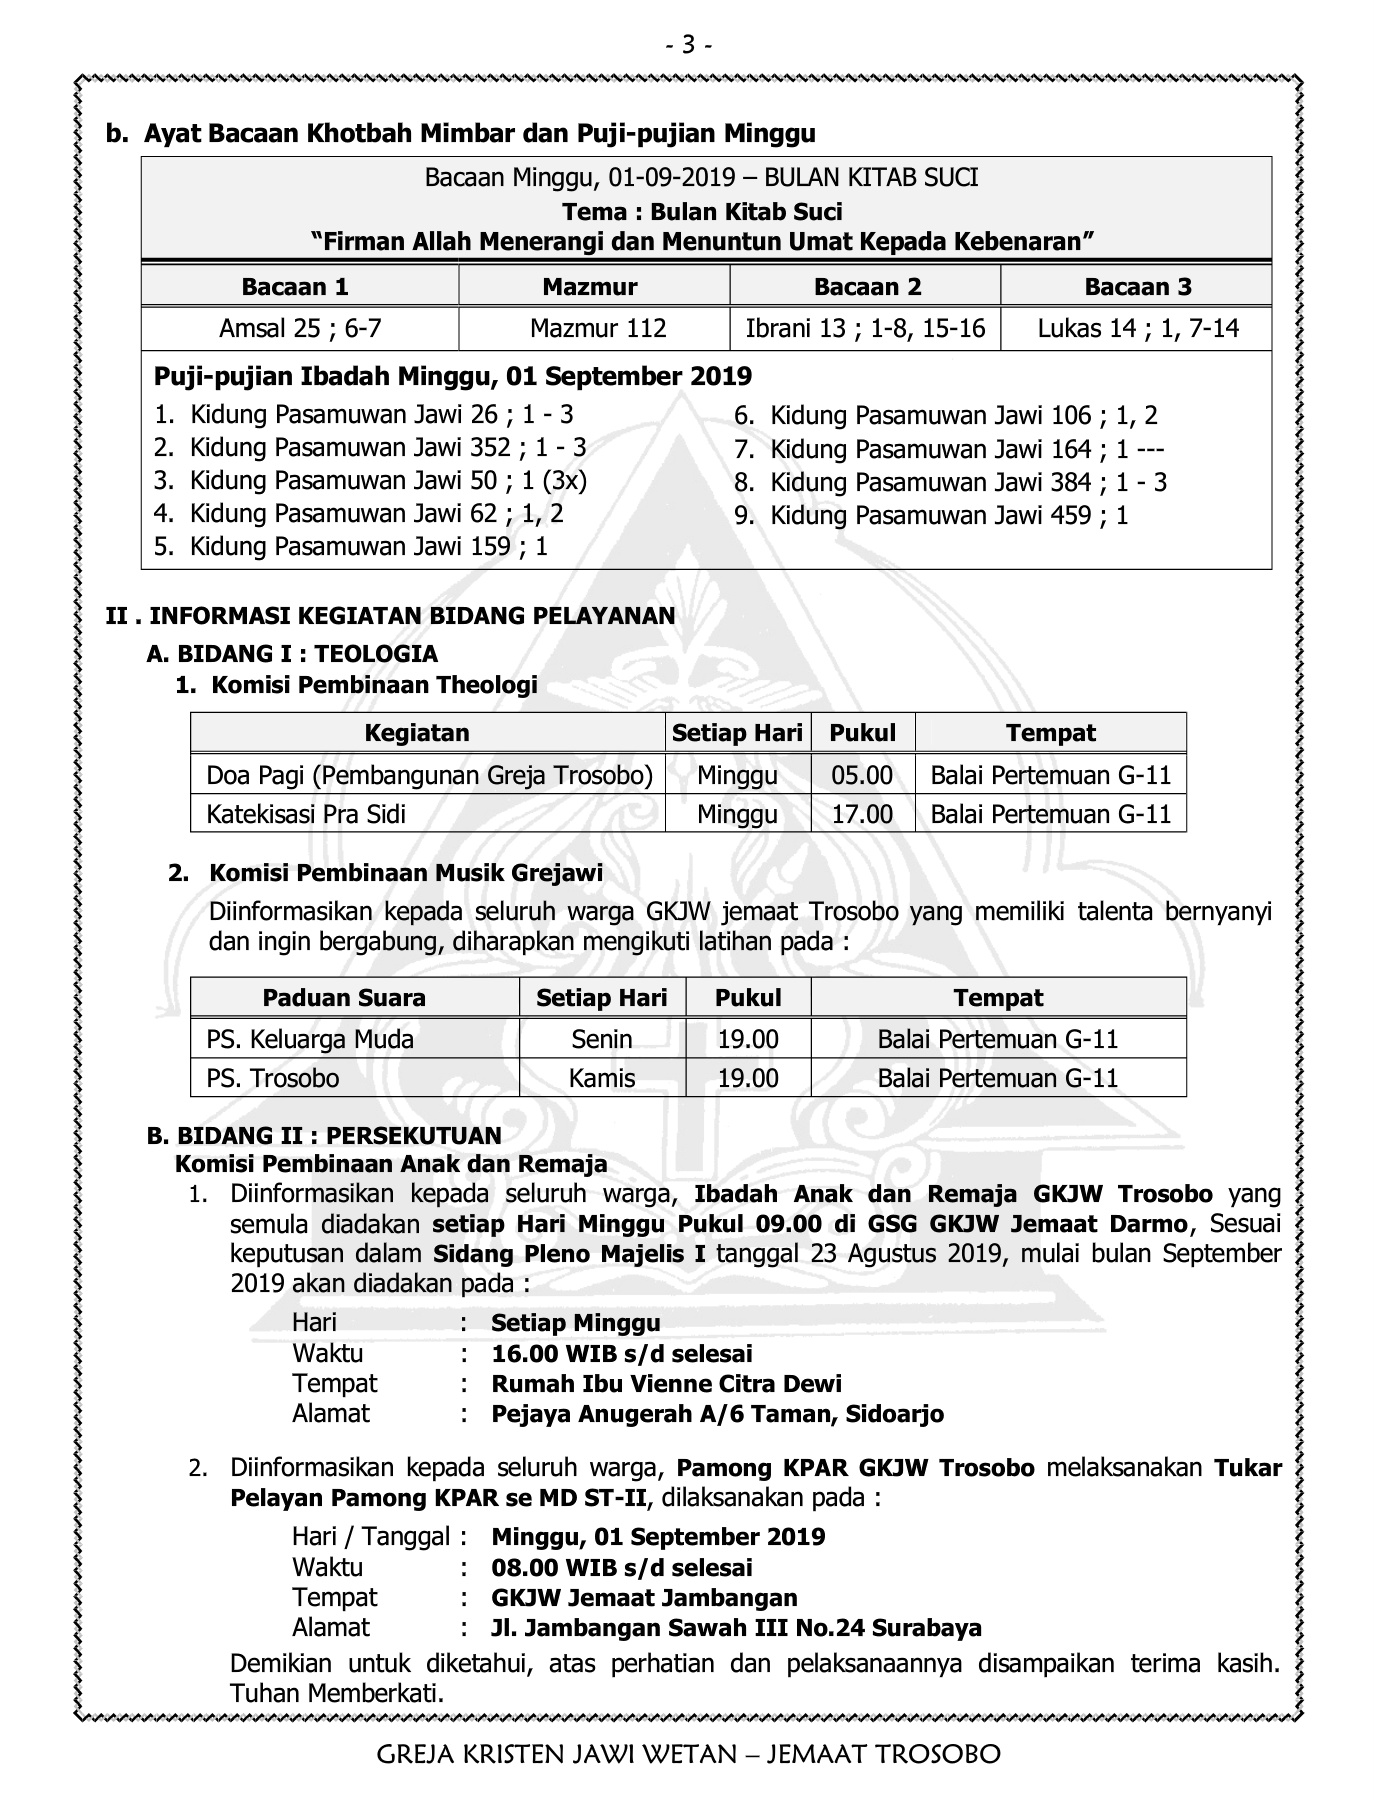 - 3 -
b. Ayat Bacaan Khotbah Mimbar dan Puji-pujian Minggu
Bacaan Minggu, 01-09-2019 – BULAN KITAB SUCI
Tema : Bulan Kitab Suci
“Firman Allah Menerangi dan Menuntun Umat Kepada Kebenaran”
Bacaan 1 Mazmur Bacaan 2 Bacaan 3
Amsal 25 ; 6-7 Mazmur 112 Ibrani 13 ; 1-8, 15-16 Lukas 14 ; 1, 7-14
Puji-pujian Ibadah Minggu, 01 September 2019
1. Kidung Pasamuwan Jawi 26 ; 1 - 3
2. Kidung Pasamuwan Jawi 352 ; 1 - 3
3. Kidung Pasamuwan Jawi 50 ; 1 (3x)
4. Kidung Pasamuwan Jawi 62 ; 1, 2
5. Kidung Pasamuwan Jawi 159 ; 1
6. Kidung Pasamuwan Jawi 106 ; 1, 2
7. Kidung Pasamuwan Jawi 164 ; 1 ---
8. Kidung Pasamuwan Jawi 384 ; 1 - 3
9. Kidung Pasamuwan Jawi 459 ; 1
II . INFORMASI KEGIATAN BIDANG PELAYANAN
A. BIDANG I : TEOLOGIA
1. Komisi Pembinaan Theologi
Kegiatan Setiap Hari Pukul Tempat
Doa Pagi (Pembangunan Greja Trosobo) Minggu 05.00 Balai Pertemuan G-11
Katekisasi Pra Sidi Minggu 17.00 Balai Pertemuan G-11
2. Komisi Pembinaan Musik Grejawi
Diinformasikan kepada seluruh warga GKJW jemaat Trosobo yang memiliki talenta bernyanyi
dan ingin bergabung, diharapkan mengikuti latihan pada :
Paduan Suara Setiap Hari Pukul Tempat
PS. Keluarga Muda Senin 19.00 Balai Pertemuan G-11
PS. Trosobo Kamis 19.00 Balai Pertemuan G-11
B. BIDANG II : PERSEKUTUAN
Komisi Pembinaan Anak dan Remaja
1. Diinformasikan kepada seluruh warga, Ibadah Anak dan Remaja GKJW Trosobo yang
semula diadakan setiap Hari Minggu Pukul 09.00 di GSG GKJW Jemaat Darmo, Sesuai
keputusan dalam Sidang Pleno Majelis I tanggal 23 Agustus 2019, mulai bulan September
2019 akan diadakan pada :
Hari : Setiap Minggu
Waktu : 16.00 WIB s/d selesai
Tempat : Rumah Ibu Vienne Citra Dewi
Alamat : Pejaya Anugerah A/6 Taman, Sidoarjo
2. Diinformasikan kepada seluruh warga, Pamong KPAR GKJW Trosobo melaksanakan Tukar
Pelayan Pamong KPAR se MD ST-II, dilaksanakan pada :
Hari / Tanggal : Minggu, 01 September 2019
Waktu : 08.00 WIB s/d selesai
Tempat : GKJW Jemaat Jambangan
Alamat : Jl. Jambangan Sawah III No.24 Surabaya
Demikian untuk diketahui, atas perhatian dan pelaksanaannya disampaikan terima kasih.
Tuhan Memberkati.
GREJA KRISTEN JAWI WETAN – JEMAAT TROSOBO